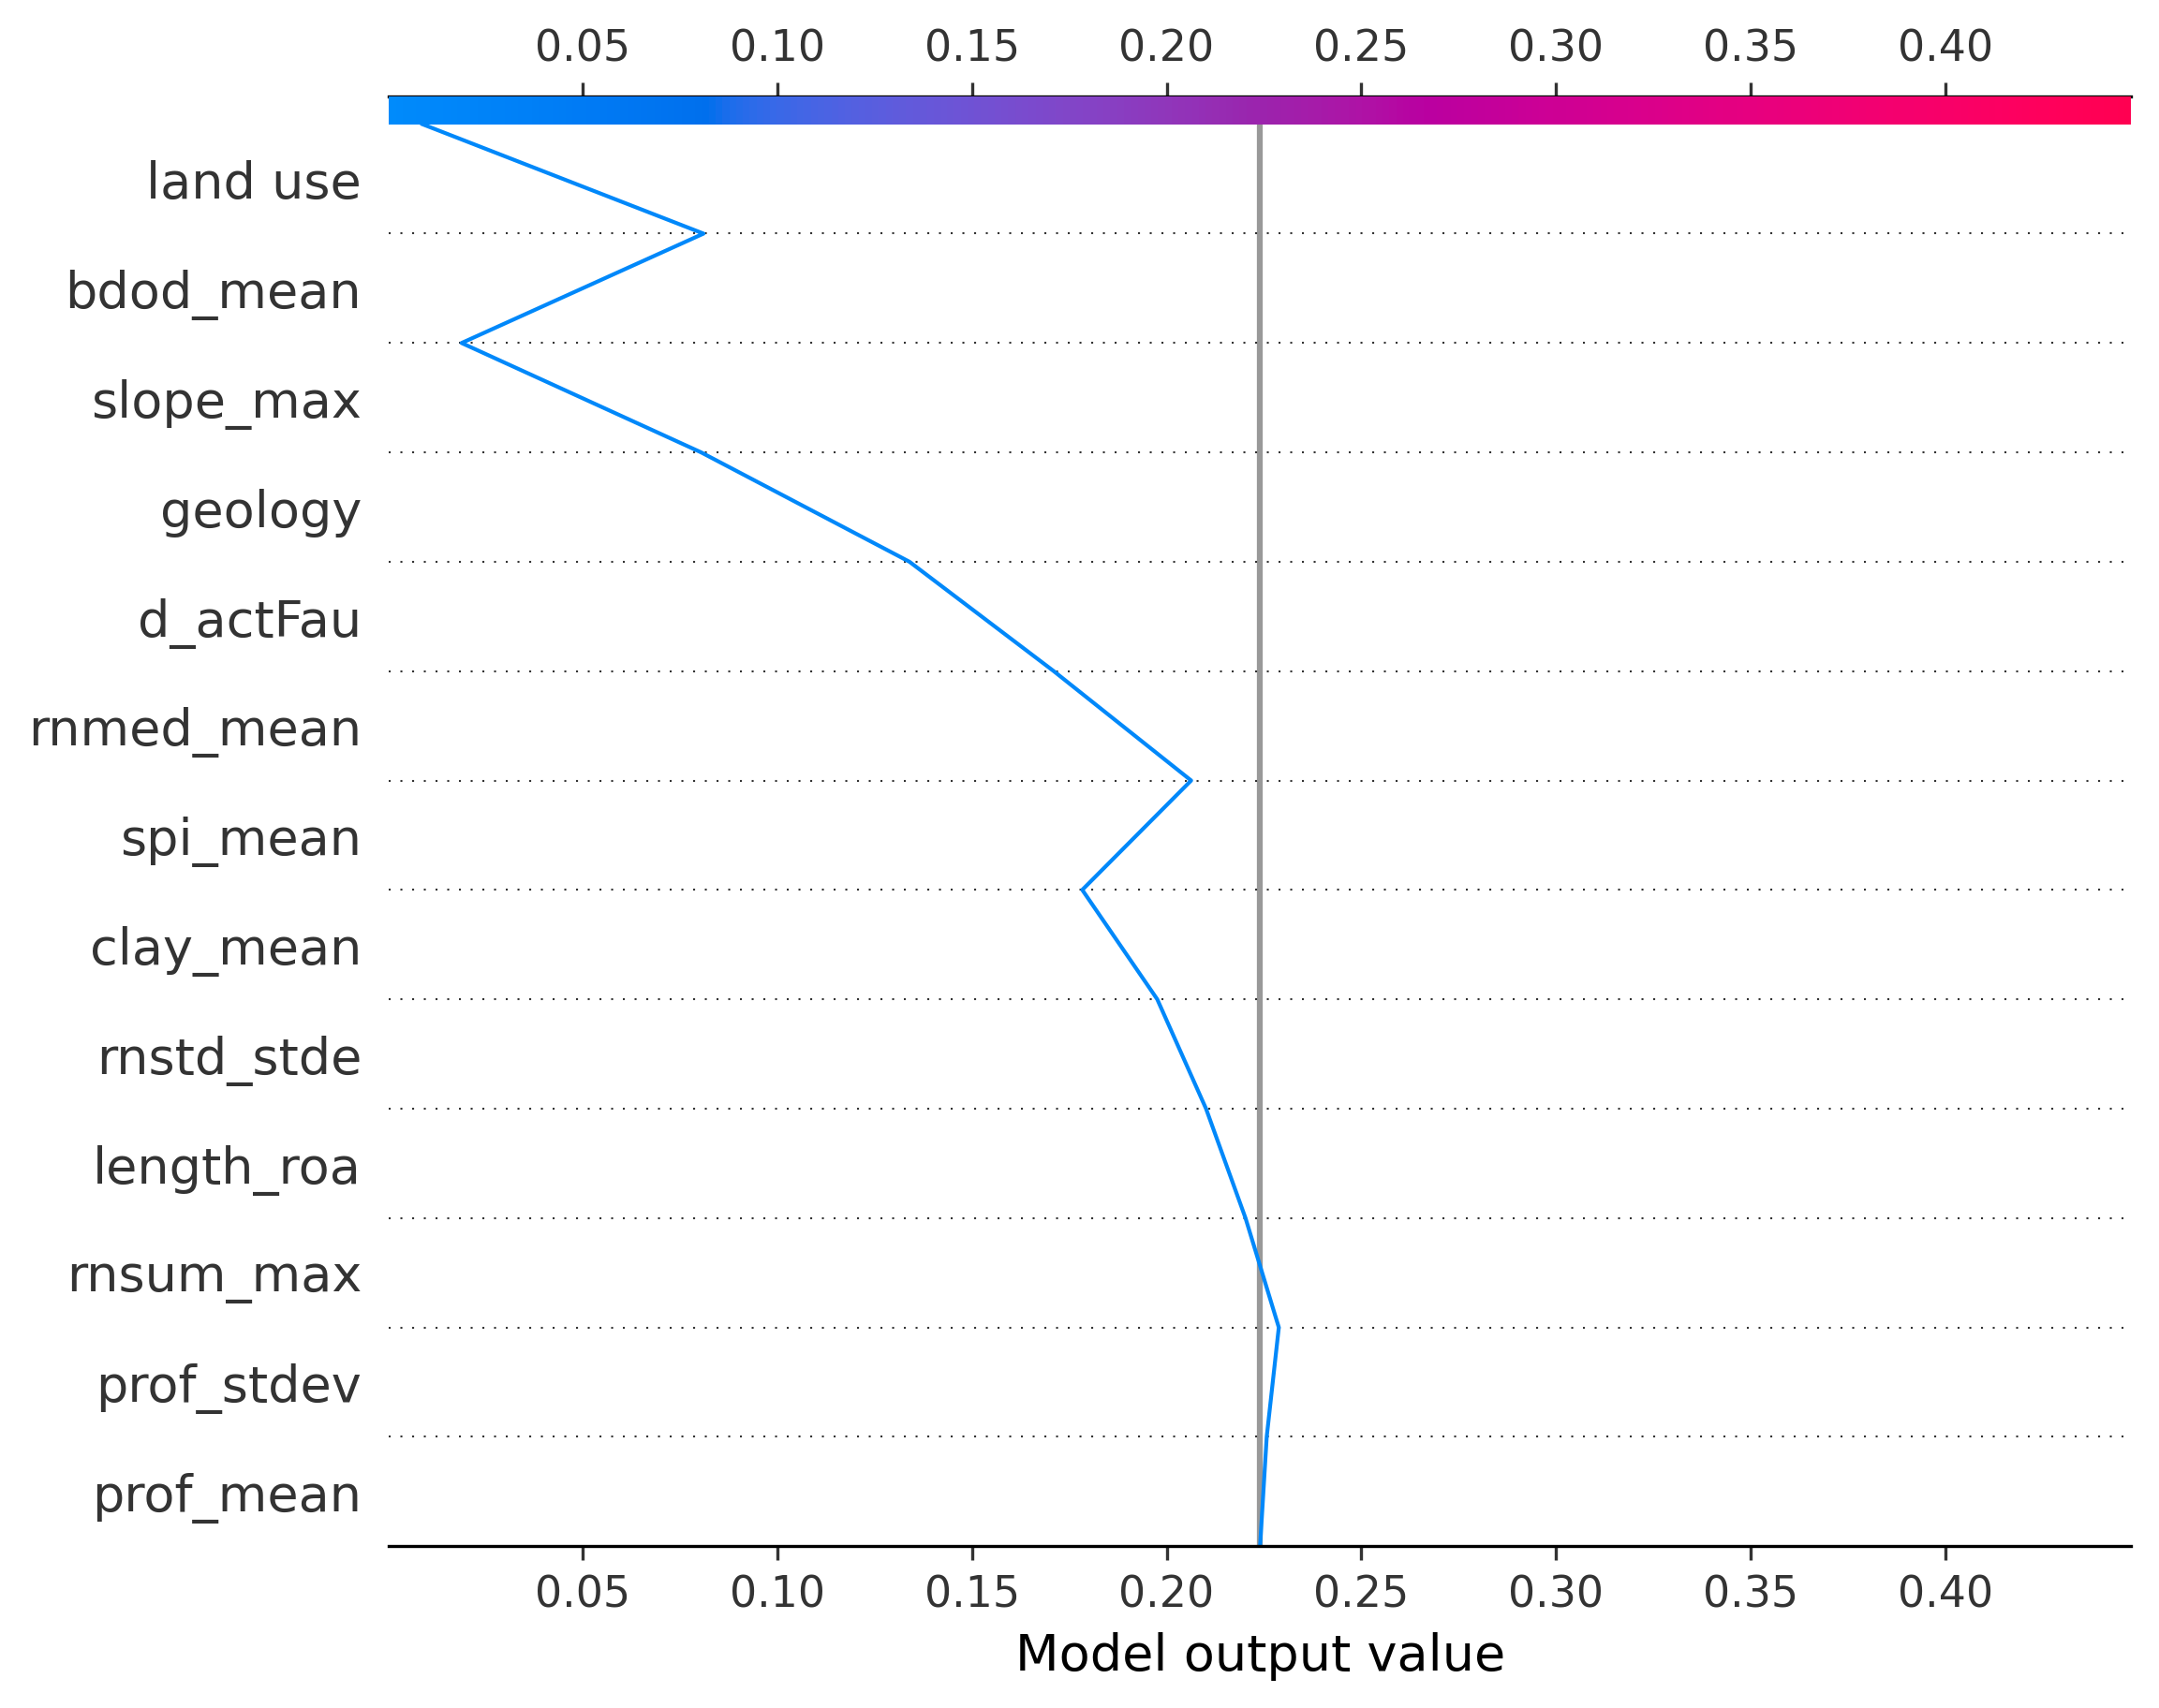 0.05 0.10 0.15 0.20 0.25 0.30 0.35 0.40
land use
bdod_mean
slope_max
geology
d_actFau
rnmed_mean
spi_mean
clay_mean
rnstd_stde
length_roa
rnsum_max
prof_stdev
prof_mean
0.05 0.10 0.15 0.20 0.25 0.30 0.35 0.40
Model output value